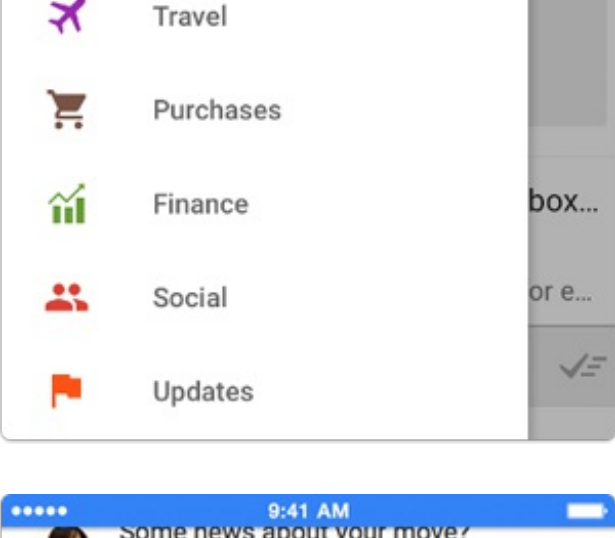 Travel
Purchases
Finance
box...
Social
or e...
Updates
9:41 AM
Some news about your move?